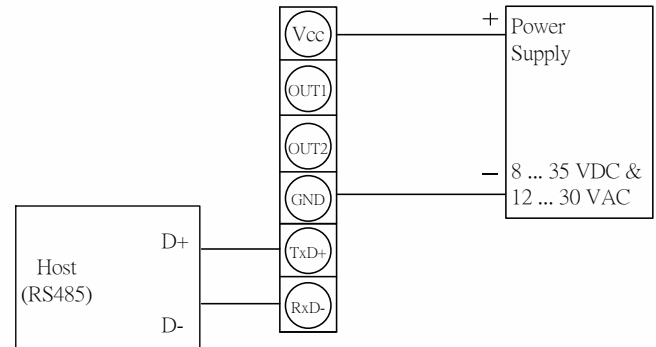 Vcc
OUT1
OUT2
GND
TxD+
RxD-
+
Power
Supply
–
8 ... 35 VDC &
12 ... 30 VAC
Host
(RS485)
D+
D-